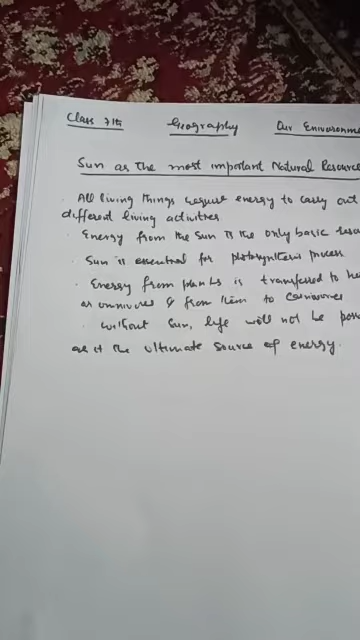 Class 7th Geography Our Enivironme
Sun as the most important Natural Resource
. All living things require energy to carry out
different living activities
. Energy from the Sun is the only basic
. Sun is essential for photosynthesis process
. Energy from plants is transferred to
as omnivores & from them to Carnivores
. without Sun, life will not be
as it the ultimate source of energy.